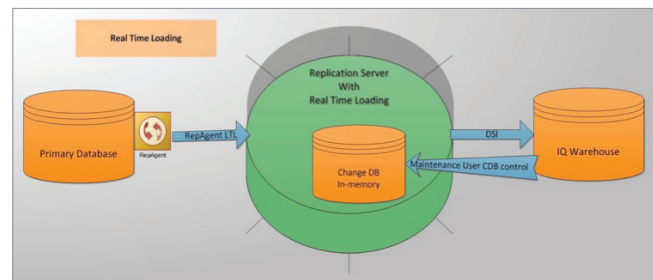 Real Time Loading
Replication Server
With
Real Time Loading
Primary Database
RepAgent
RepAgent LTL
Change DB
In-memory
DSI
Maintenance User CDB control
IQ Warehouse